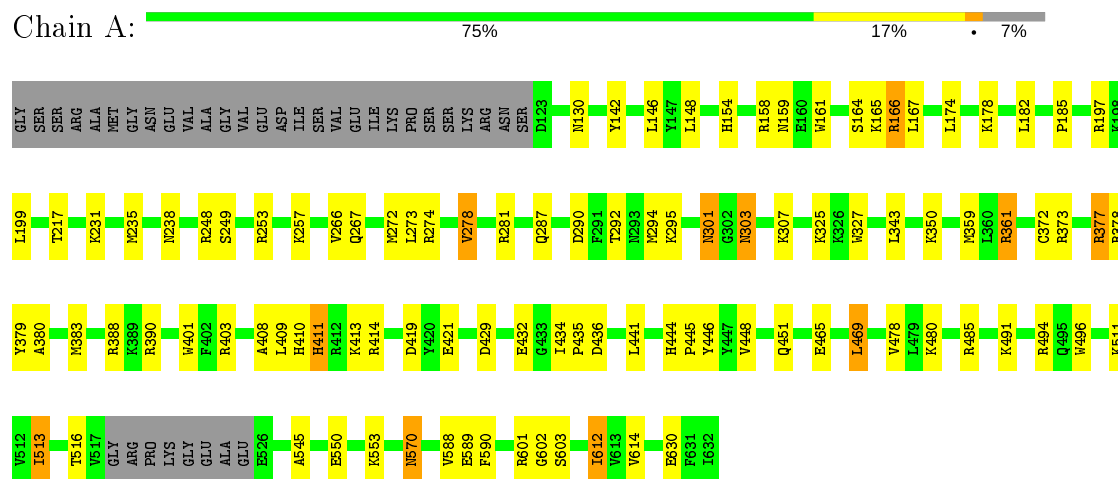 Chain A:
75% 17% • 7%
GLY SER SER ARG ALA MET GLY ASN GLU VAL ALA GLY VAL GLU ASP ILE SER VAL GLU ILE LYS PRO SER SER LYS ARG ASN SER D123 N130 Y142 L146 Y147 L148 H154 R158 N159 E160 W161 S164 K165 R166 L167 L174 K178 L182 P185 R197 K198
L199 T217 K231 M235 N238 R248 S249 R253 K257 V266 Q267 M272 L273 R274 V278 R281 Q287 D290 F291 T292 N293 M294 K295 N301 G302 N303 K307 K325 K326 W327 L343 K350 M359 L360 R361 C372 R373 R377
Y379 A380 M383 R388 K389 R390 W401 F402 R403 A408 L409 H410 H411 R412 K413 R414 D419 Y420 E421 D429 E432 G433 I434 P435 D436 L441 H444 P445 Y446 Y447 V448 Q451 E465 L469 V478 L479 K480 R485 K491 R494 Q495 W496 K511
V512 I513 T516 V517 GLY ARG PRO LYS GLY GLU ALA GLU E526 A545 E550 K553 N570 V588 E589 F590 R601 G602 S603 I612 V613 V614 E630 F631 I632